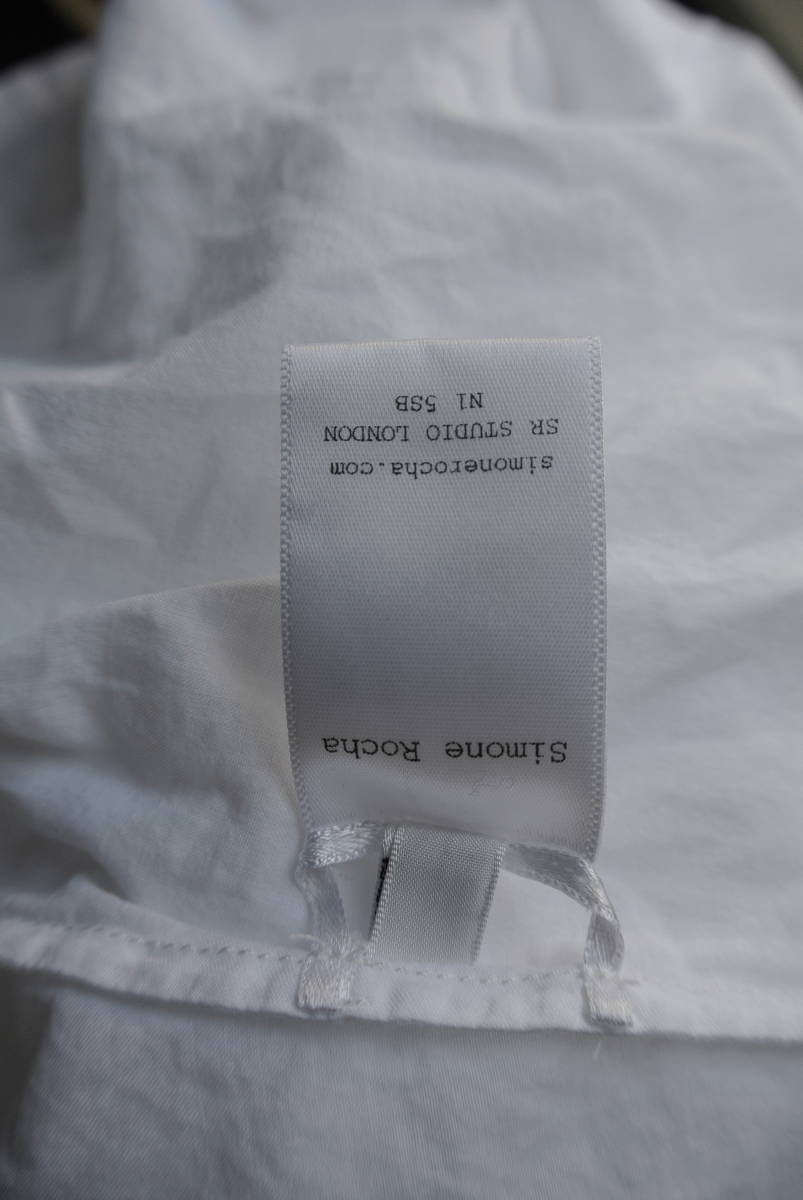 Simone Rocha
simonerocha.com
SR STUDIO LONDON
N1 5SB